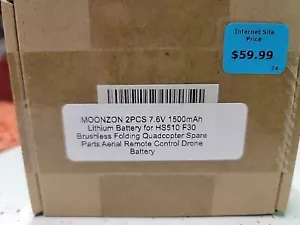 Internet Site
Price
$59.99
74
MOONZON 2PCS 7.6V 1500mAh
Lithium Battery for HS510 F30
Brushless Folding Quadcopter Spare
Parts Aerial Remote Control Drone
Battery